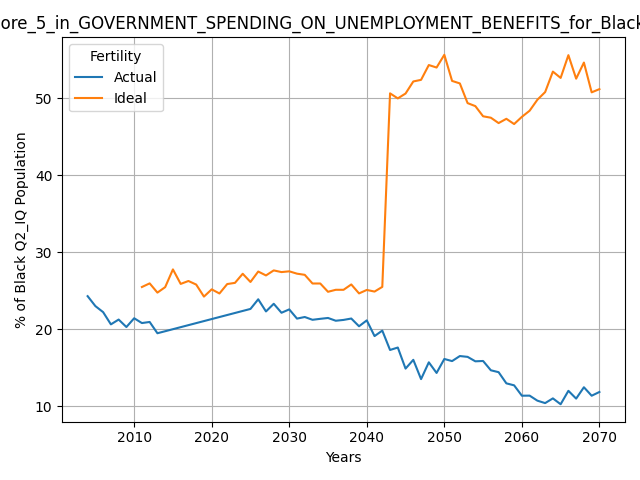 ore_5_in_GOVERNMENT_SPENDING_ON_UNEMPLOYMENT_BENEFITS_for_Black
Fertility
Actual
Ideal
% of Black Q2_IQ Population
50
40
30
20
10
2010 2020 2030 2040 2050 2060 2070
Years